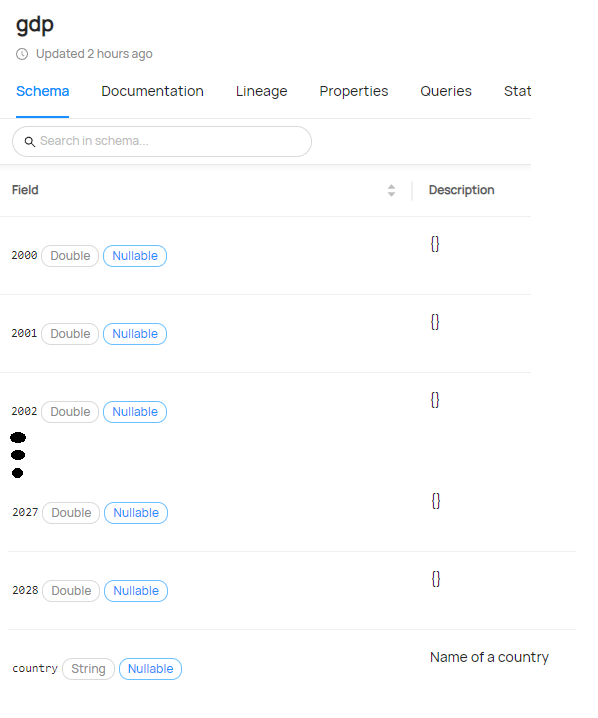 gdp
Updated 2 hours ago
Schema Documentation Lineage Properties Queries Stat
Search in schema...
Field Description
2000 Double Nullable {}
2001 Double Nullable {}
2002 Double Nullable {}
2027 Double Nullable {}
2028 Double Nullable {}
country String Nullable Name of a country